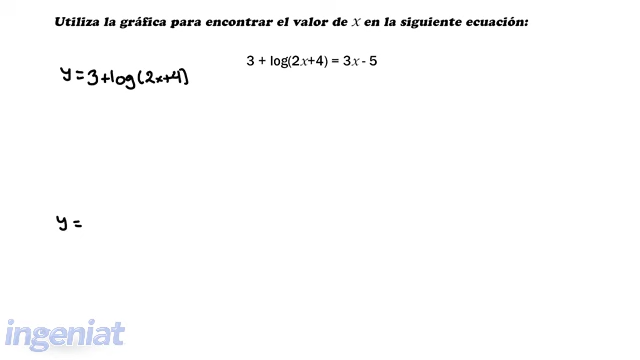 Utiliza la gráfica para encontrar el valor de x en la siguiente ecuación:
3 + log(2x+4) = 3x - 5
y = 3+log(2x+4)
y =
ingeniat